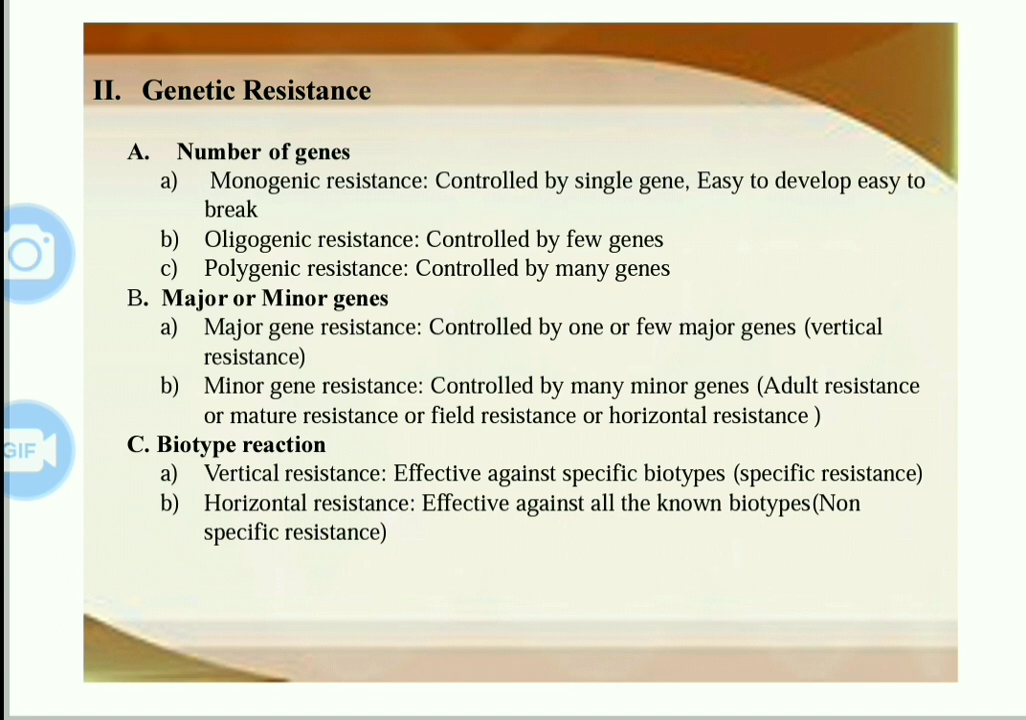 II. Genetic Resistance
A. Number of genes
a) Monogenic resistance: Controlled by single gene, Easy to develop easy to
break
b) Oligogenic resistance: Controlled by few genes
c) Polygenic resistance: Controlled by many genes
B. Major or Minor genes
a) Major gene resistance: Controlled by one or few major genes (vertical
resistance)
b) Minor gene resistance: Controlled by many minor genes (Adult resistance
or mature resistance or field resistance or horizontal resistance )
C. Biotype reaction
GIF
a) Vertical resistance: Effective against specific biotypes (specific resistance)
b) Horizontal resistance: Effective against all the known biotypes(Non
specific resistance)